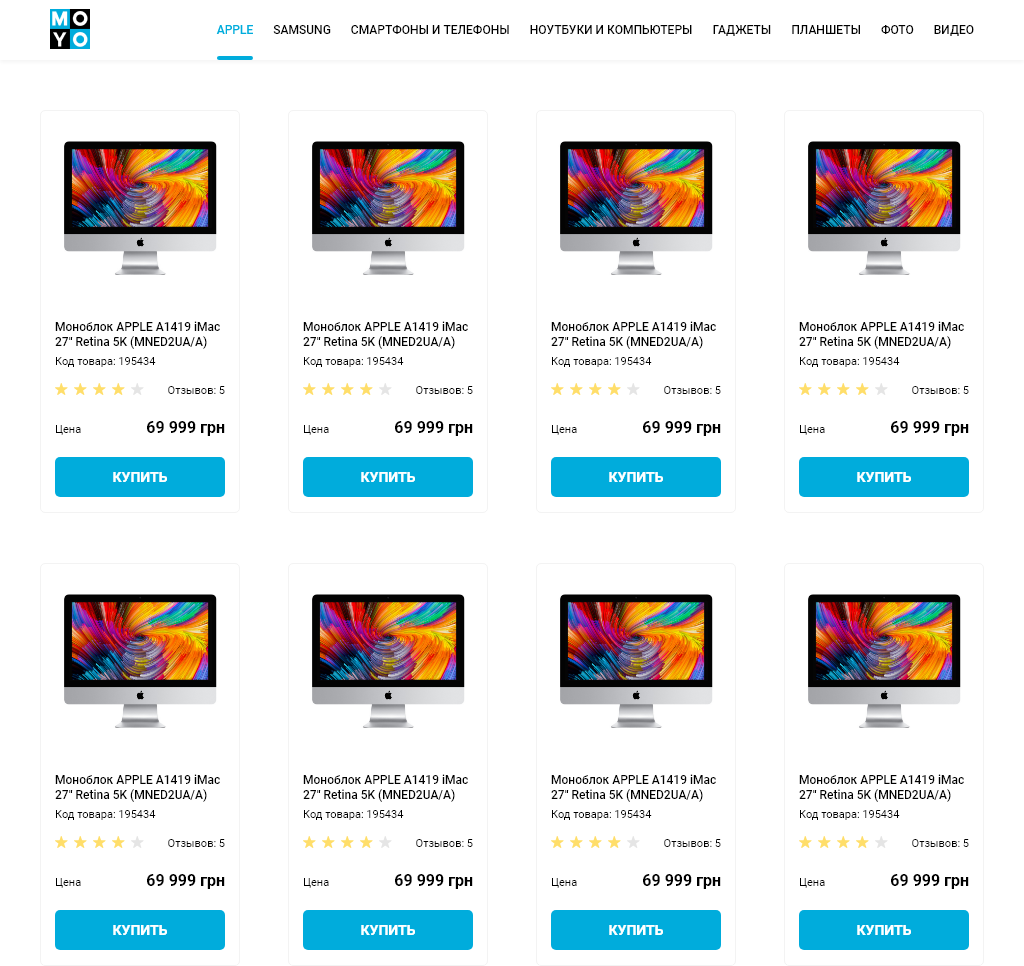 MO
YO
APPLE SAMSUNG СМАРТФОНЫ И ТЕЛЕФОНЫ НОУТБУКИ И КОМПЬЮТЕРЫ ГАДЖЕТЫ ПЛАНШЕТЫ ФОТО ВИДЕО
Моноблок APPLE A1419 iMac
27" Retina 5K (MNED2UA/A)
Код товара: 195434
Отзывов: 5
Цена 69 999 грн
КУПИТЬ
Моноблок APPLE A1419 iMac
27" Retina 5K (MNED2UA/A)
Код товара: 195434
Отзывов: 5
Цена 69 999 грн
КУПИТЬ
Моноблок APPLE A1419 iMac
27" Retina 5K (MNED2UA/A)
Код товара: 195434
Отзывов: 5
Цена 69 999 грн
КУПИТЬ
Моноблок APPLE A1419 iMac
27" Retina 5K (MNED2UA/A)
Код товара: 195434
Отзывов: 5
Цена 69 999 грн
КУПИТЬ
Моноблок APPLE A1419 iMac
27" Retina 5K (MNED2UA/A)
Код товара: 195434
Отзывов: 5
Цена 69 999 грн
КУПИТЬ
Моноблок APPLE A1419 iMac
27" Retina 5K (MNED2UA/A)
Код товара: 195434
Отзывов: 5
Цена 69 999 грн
КУПИТЬ
Моноблок APPLE A1419 iMac
27" Retina 5K (MNED2UA/A)
Код товара: 195434
Отзывов: 5
Цена 69 999 грн
КУПИТЬ
Моноблок APPLE A1419 iMac
27" Retina 5K (MNED2UA/A)
Код товара: 195434
Отзывов: 5
Цена 69 999 грн
КУПИТЬ